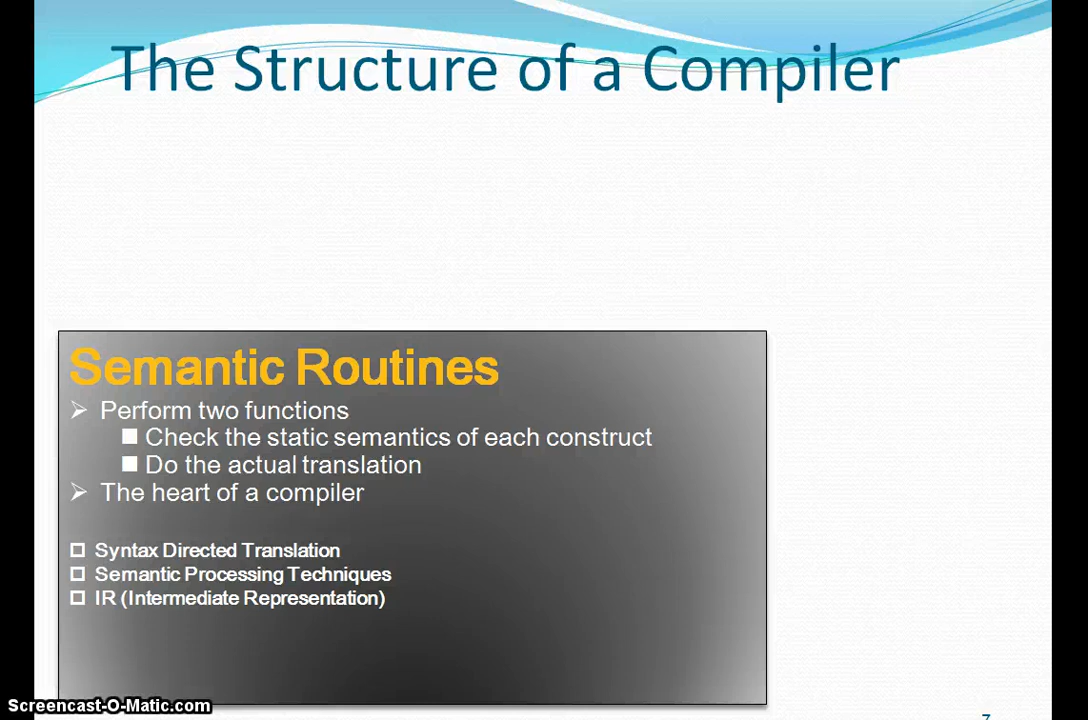 The Structure of a Compiler
Semantic Routines
Perform two functions
Check the static semantics of each construct
Do the actual translation
The heart of a compiler
Syntax Directed Translation
Semantic Processing Techniques
IR (Intermediate Representation)
Screencast-O-Matic.com
7